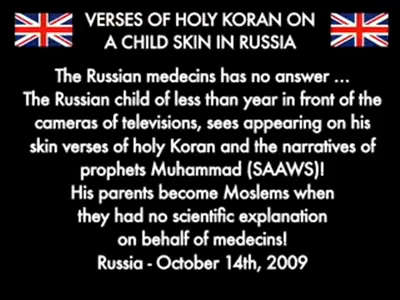 VERSES OF HOLY KORAN ON
A CHILD SKIN IN RUSSIA
The Russian medecins has no answer ...
The Russian child of less than year in front of the
cameras of televisions, sees appearing on his
skin verses of holy Koran and the narratives of
prophets Muhammad (SAAWS)!
His parents become Moslems when
they had no scientific explanation
on behalf of medecins!
Russia - October 14th, 2009